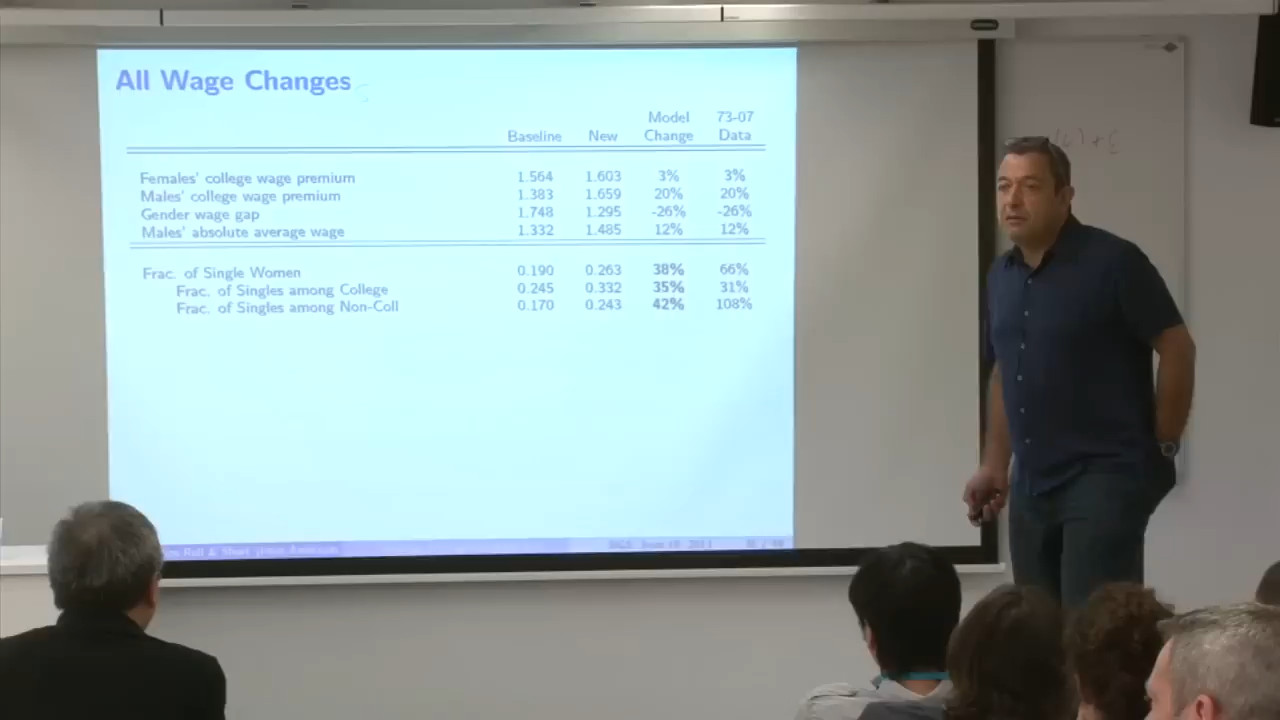 All Wage Changes
Model 73-07
Baseline New Change Data
Females' college wage premium 1.564 1.603 3% 3%
Males' college wage premium 1.383 1.659 20% 20%
Gender wage gap 1.748 1.295 -26% -26%
Males' absolute average wage 1.332 1.485 12% 12%
Frac. of Single Women 0.190 0.263 38% 66%
Frac. of Singles among College 0.245 0.332 35% 31%
Frac. of Singles among Non-Coll 0.170 0.243 42% 108%